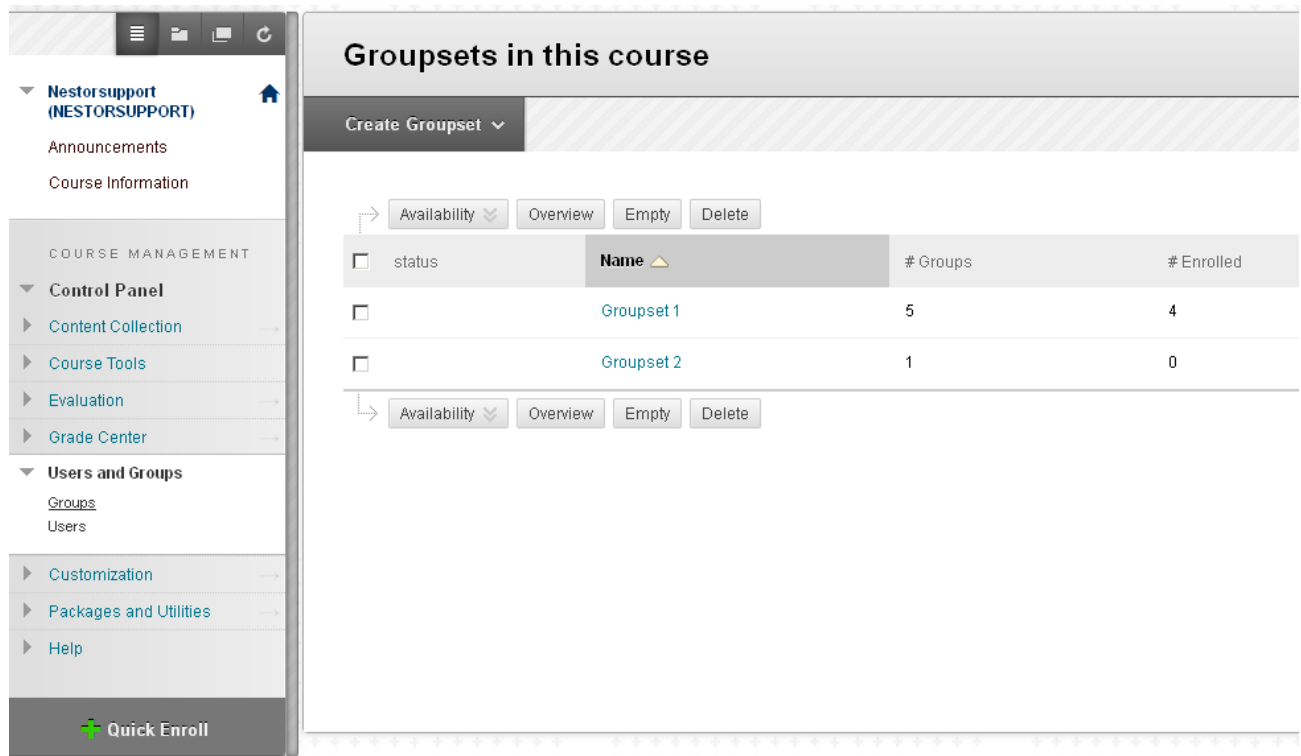 Nestorsupport
(NESTORSUPPORT)
Announcements
Course Information
COURSE MANAGEMENT
Control Panel
Content Collection
Course Tools
Evaluation
Grade Center
Users and Groups
Groups
Users
Customization
Packages and Utilities
Help
Quick Enroll
Groupsets in this course
Create Groupset
Availability Overview Empty Delete
status Name # Groups # Enrolled
Groupset 1 5 4
Groupset 2 1 0
Availability Overview Empty Delete